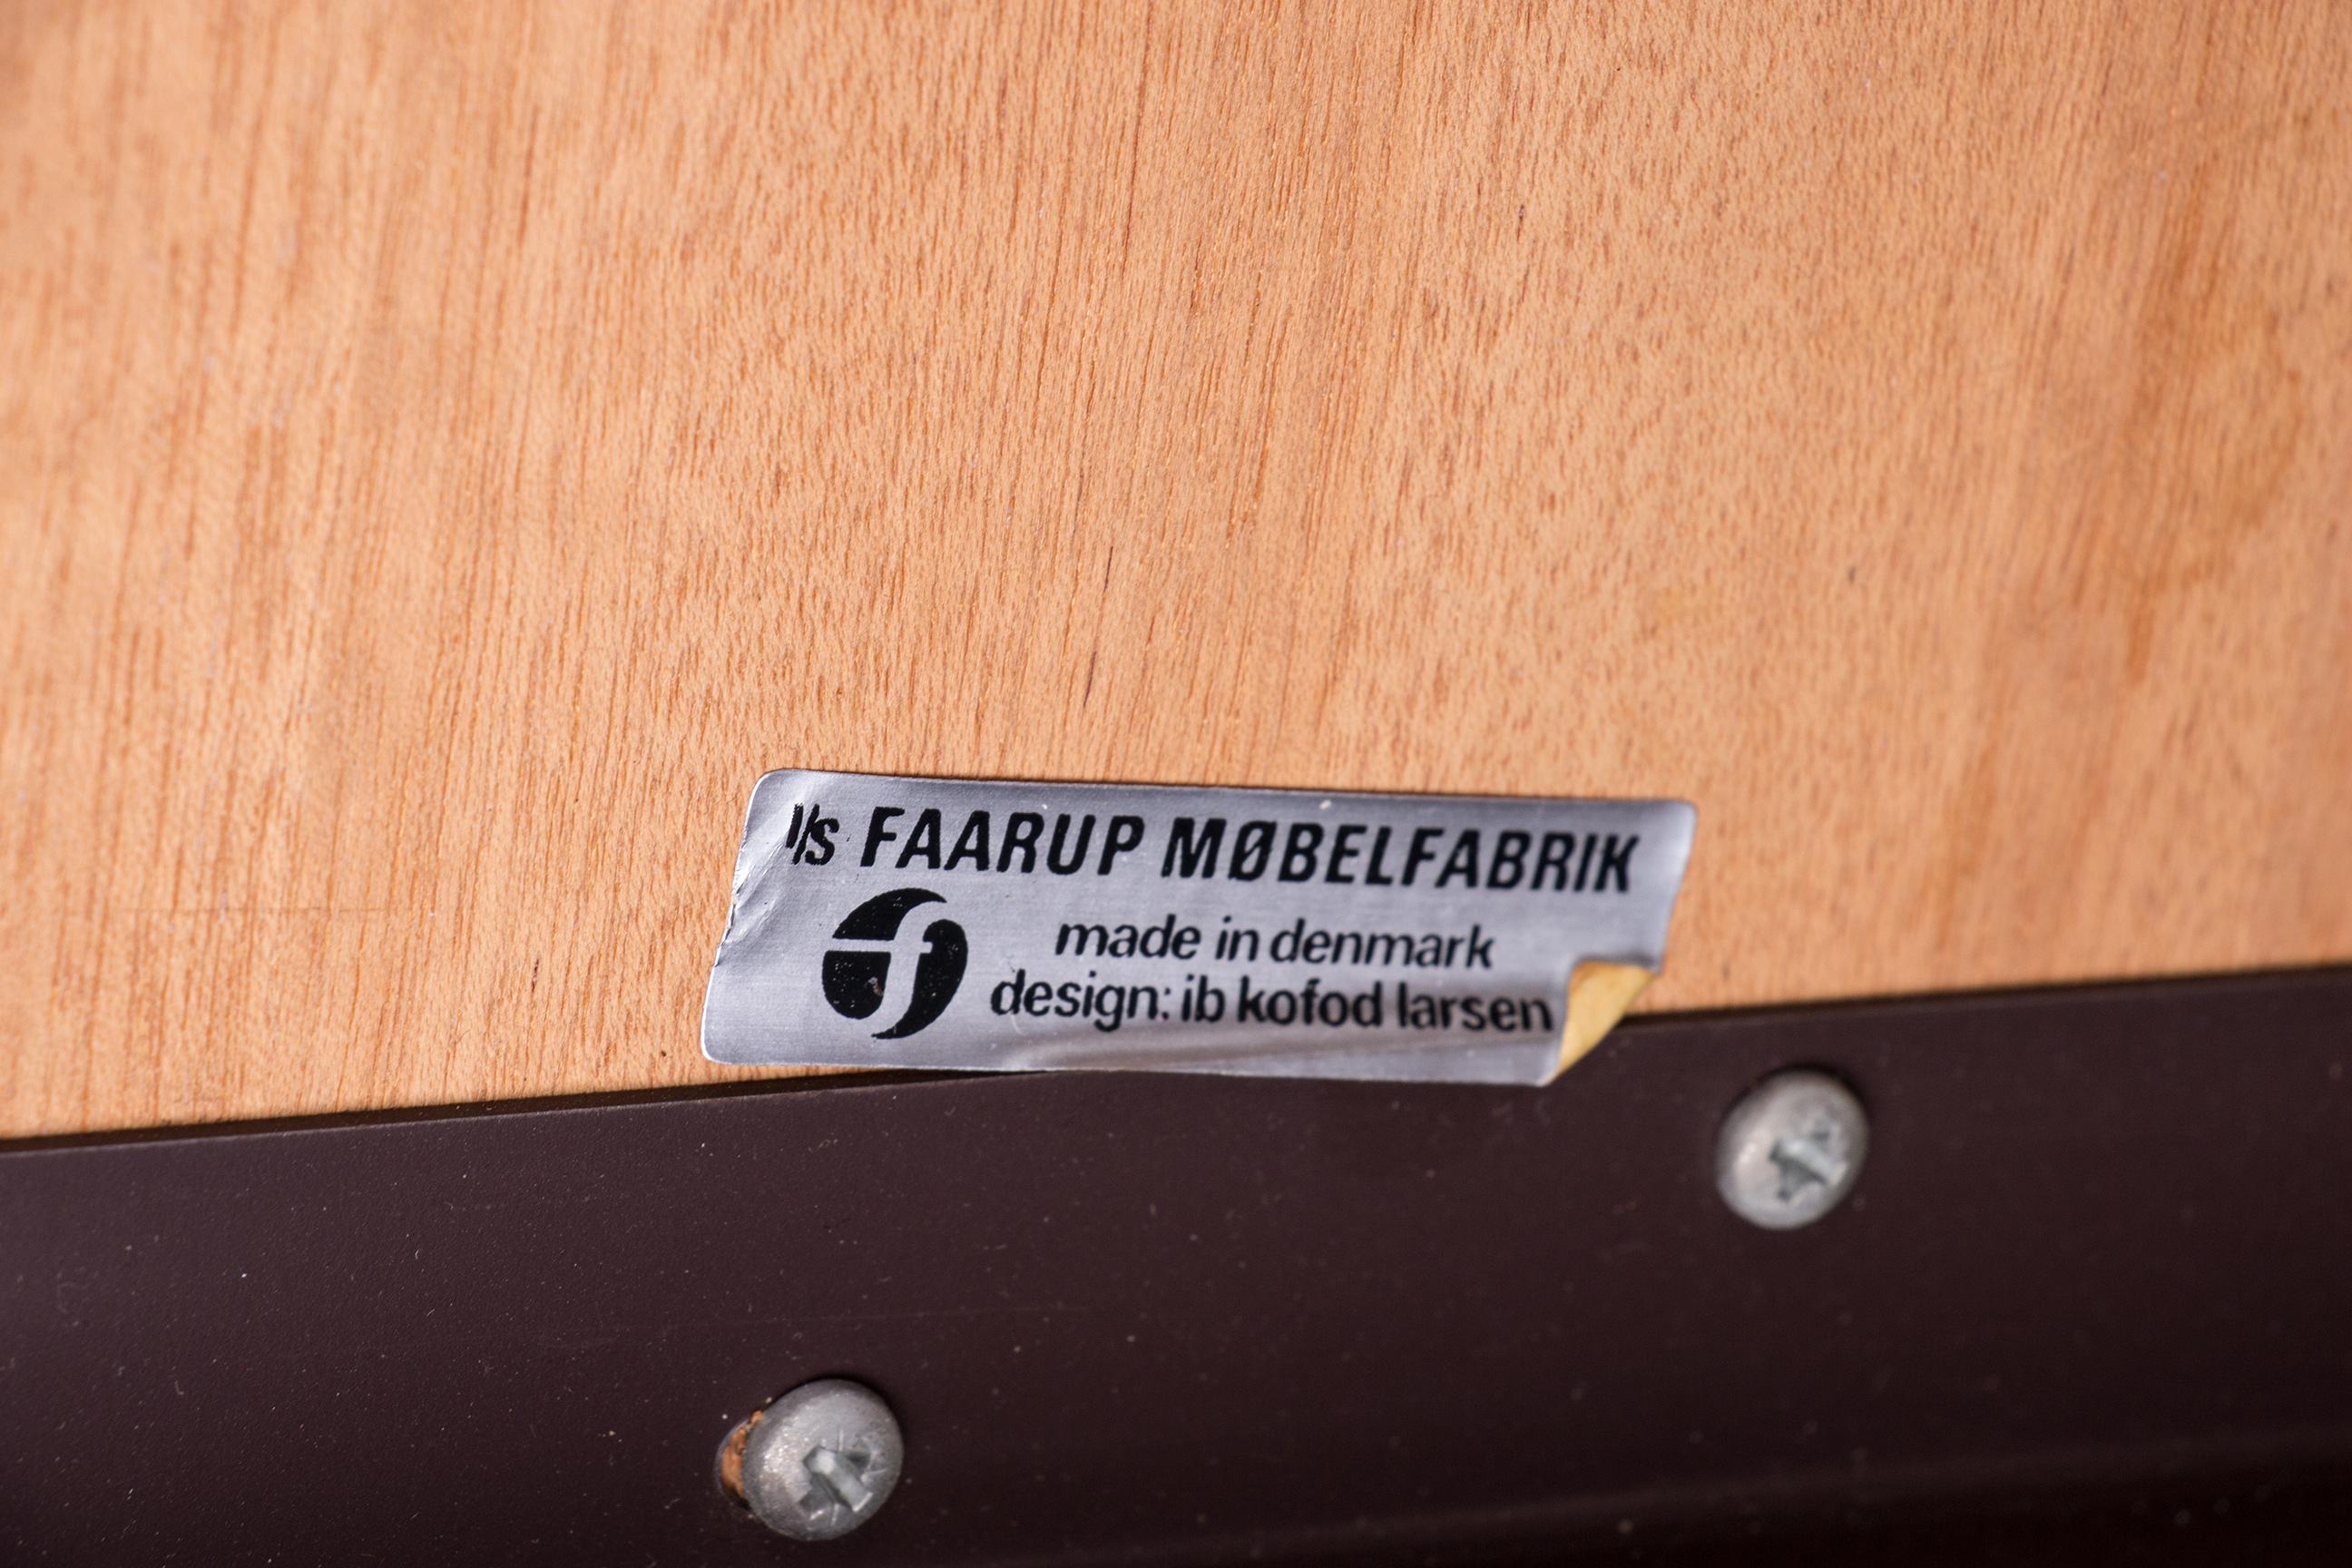 I/s FAARUP MØBELFABRIK
f
made in denmark
design: ib kofod larsen